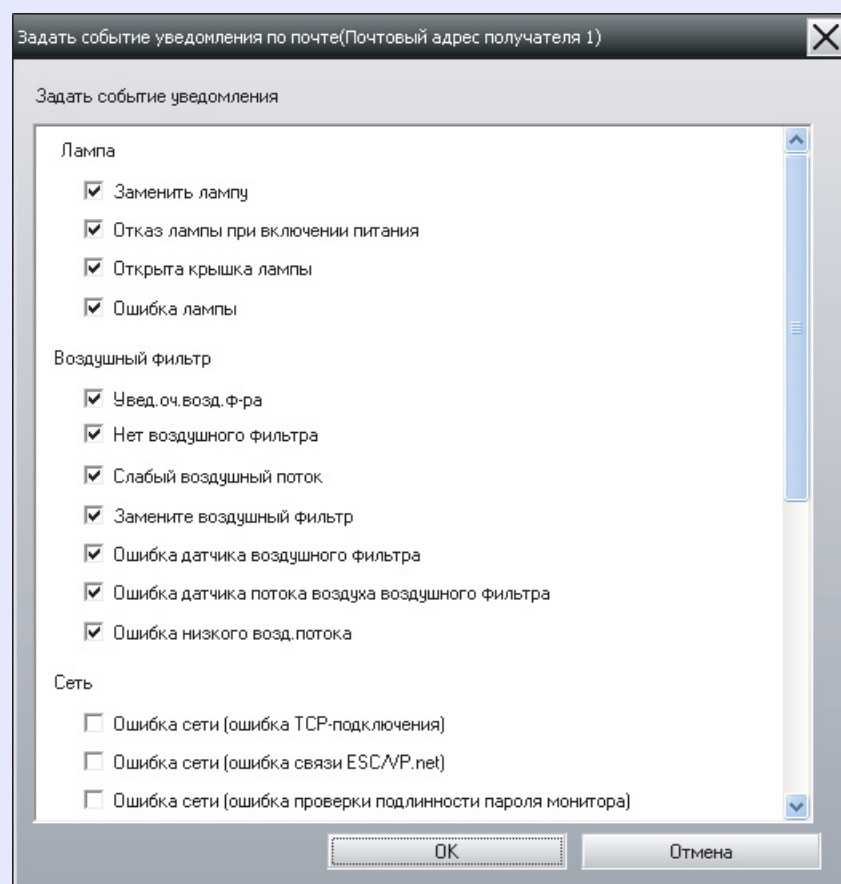 Задать событие уведомления по почте(Почтовый адрес получателя 1)
Задать событие уведомления
Лампа
Заменить лампу
Отказ лампы при включении питания
Открыта крышка лампы
Ошибка лампы
Воздушный фильтр
Увед.оч.возд.ф-ра
Нет воздушного фильтра
Слабый воздушный поток
Замените воздушный фильтр
Ошибка датчика воздушного фильтра
Ошибка датчика потока воздуха воздушного фильтра
Ошибка низкого возд.потока
Сеть
Ошибка сети (ошибка TCP-подключения)
Ошибка сети (ошибка связи ESC/VP.net)
Ошибка сети (ошибка проверки подлинности пароля монитора)
OK
Отмена